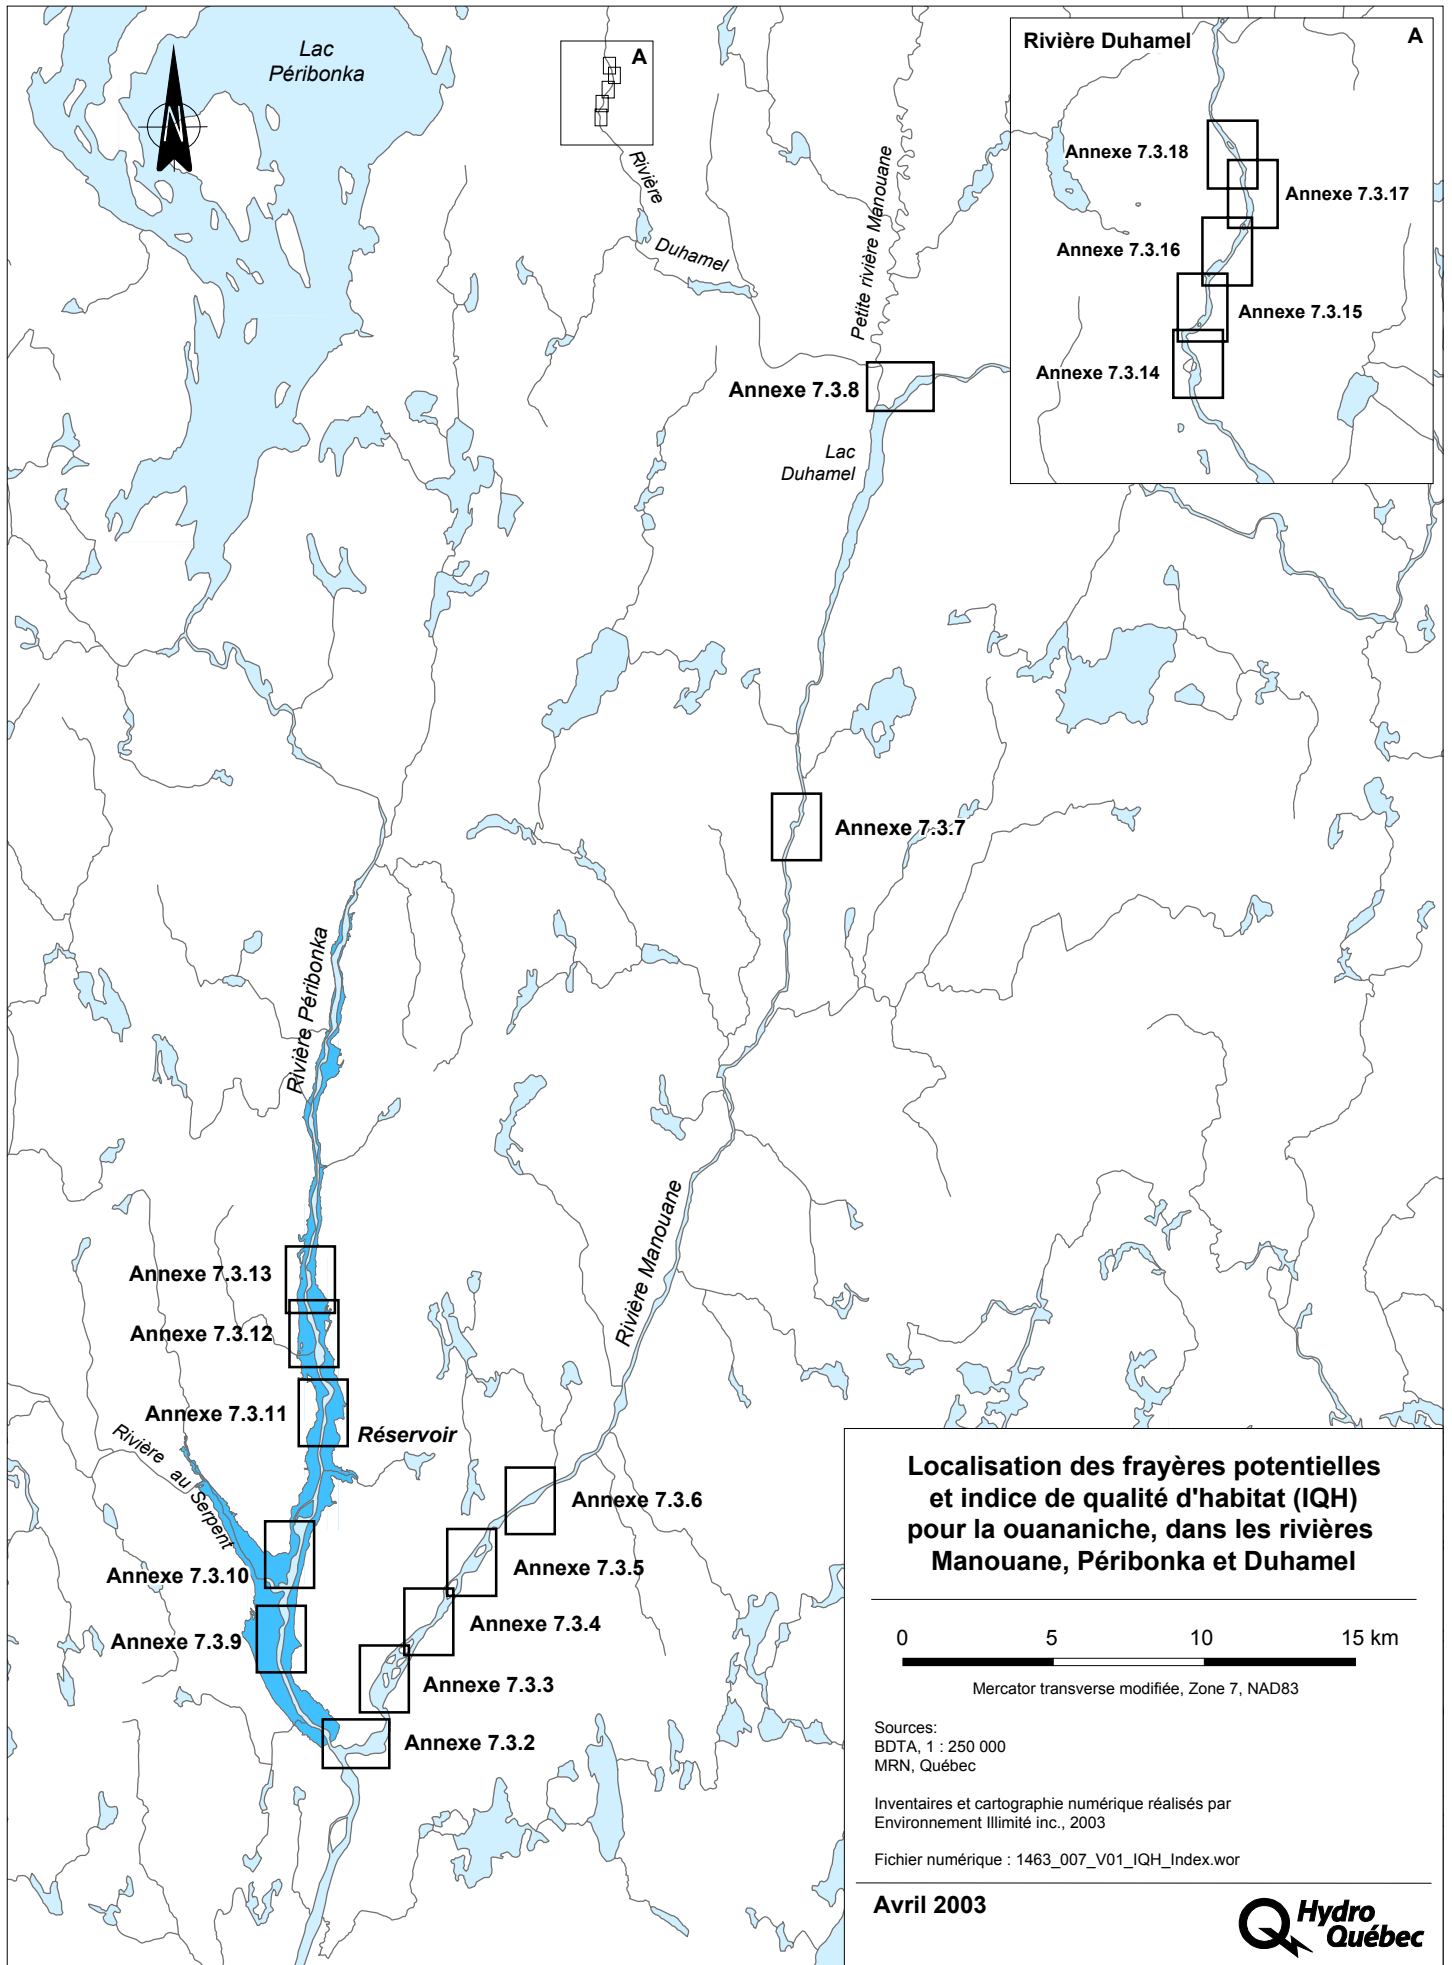 Lac
Péribonka
A
Rivière
Duhamel
Petite rivière Manouane
Rivière Duhamel
A
Annexe 7.3.18
Annexe 7.3.17
Annexe 7.3.16
Annexe 7.3.15
Annexe 7.3.14
Annexe 7.3.8
Lac
Duhamel
Annexe 7.3.7
Rivière Péribonka
Rivière Manouane
Annexe 7.3.13
Annexe 7.3.12
Annexe 7.3.11
Réservoir
Rivière au Serpent
Annexe 7.3.6
Annexe 7.3.5
Annexe 7.3.10
Annexe 7.3.4
Annexe 7.3.9
Annexe 7.3.3
Annexe 7.3.2
Localisation des frayères potentielles
et indice de qualité d'habitat (IQH)
pour la ouananiche, dans les rivières
Manouane, Péribonka et Duhamel
0 5 10 15 km
Mercator transverse modifiée, Zone 7, NAD83
Sources:
BDTA, 1 : 250 000
MRN, Québec
Inventaires et cartographie numérique réalisés par
Environnement Illimité inc., 2003
Fichier numérique : 1463_007_V01_IQH_Index.wor
Avril 2003
Hydro
Québec
N